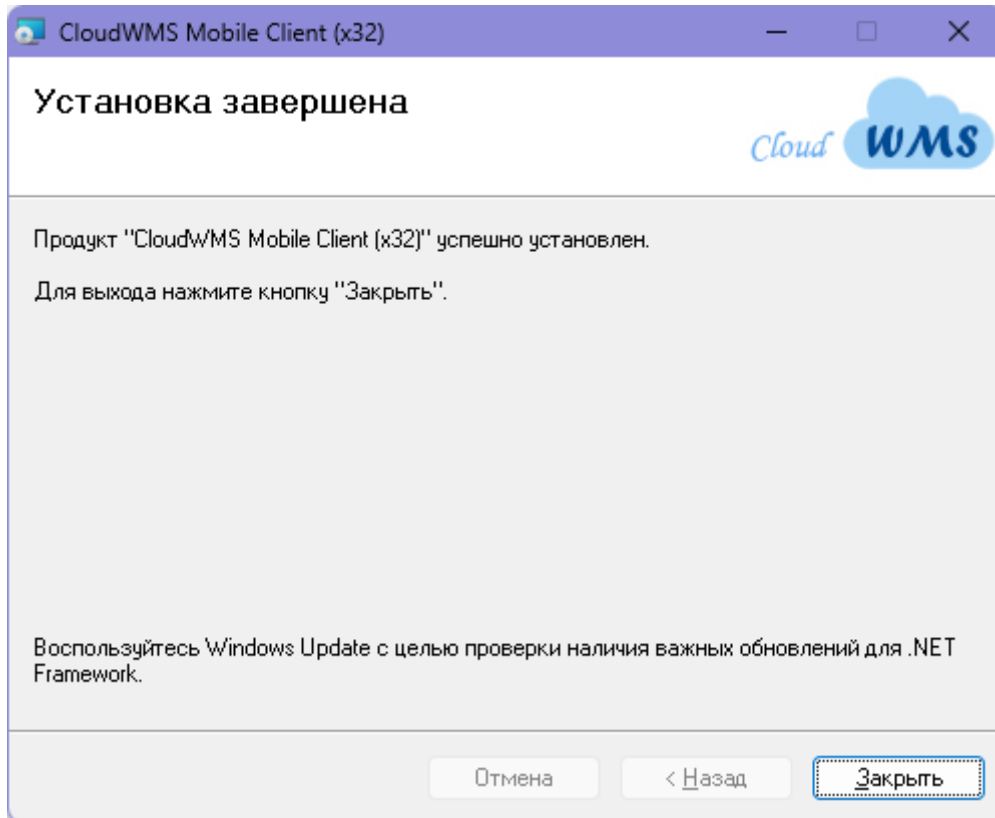 CloudWMS Mobile Client (x32)
Установка завершена
Cloud WMS
Продукт "CloudWMS Mobile Client (x32)" успешно установлен.
Для выхода нажмите кнопку "Закрыть".
Воспользуйтесь Windows Update с целью проверки наличия важных обновлений для .NET
Framework.
Отмена < Назад Закрыть